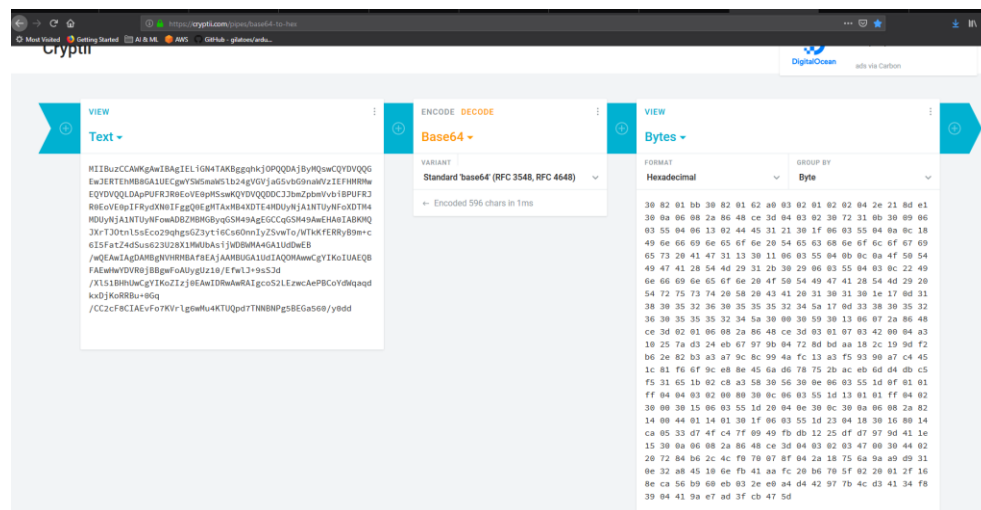 https://cryptii.com/pipes/base64-to-hex
Most Visited Getting Started AI & ML AWS GitHub - gilatoes/ardu...
Cryptii
DigitalOcean
ads via Carbon
VIEW
Text
MIIBuzCCAWKgAwIBAgIELiGN4TAKBggqhkjOPQQDAjByMQswCQYDVQQG
EwJERTEhMB8GA1UECgwYSW5maW5lb24gVGVjaG5vbG9naWVzIEFHMRMw
EQYDVQQLDApPUFRJR0EoVE0pMSswKQYDVQQDDCJJbmZpbmVvbiBPUFRJ
R0EoVE0pIFRydXN0IFggQ0EgMTAxMB4XDTE4MDUyNjA1NTUyNFoXDTM4
MDUyNjA1NTUyNFowADBZMBMGByqGSM49AgEGCCqGSM49AwEHA0IABKMQ
JXrTJOtnl5sEco29qhgsGZ3yti6Cs6OnnIyZSvwTo/WTkKfERRyB9m+c
6I5FatZ4dSus623U28X1MWUbAsijWDBWMA4GA1UdDwEB
/wQEAwIAgDAMBgNVHRMBAf8EAjAAMBUGA1UdIAQOMAwwCgYIKoIUAEQB
FAEwHwYDVR0jBBgwFoAUygUz10/EfwlJ+9sSJd
/Xl51BHhUwCgYIKoZIzj0EAwIDRwAwRAIgcoS2LEzwcAePBCoYdWqaqd
kxDjKoRRBu+0Gq
/CC2cF8CIAEvFo7KVrlg6wMu4KTUQpd7TNNBNPg5BEGa560/y0dd
ENCODE DECODE
Base64
VARIANT
Standard 'base64' (RFC 3548, RFC 4648)
← Encoded 596 chars in 1ms
VIEW
Bytes
FORMAT
Hexadecimal
GROUP BY
Byte
30 82 01 bb 30 82 01 62 a0 03 02 01 02 02 04 2e 21 8d e1
30 0a 06 08 2a 86 48 ce 3d 04 03 02 30 72 31 0b 30 09 06
03 55 04 06 13 02 44 45 31 21 30 1f 06 03 55 04 0a 0c 18
49 6e 66 69 6e 65 6f 6e 20 54 65 63 68 6e 6f 6c 6f 67 69
65 73 20 41 47 31 13 30 11 06 03 55 04 0b 0c 0a 4f 50 54
49 47 41 28 54 4d 29 31 2b 30 29 06 03 55 04 03 0c 22 49
6e 66 69 6e 65 6f 6e 20 4f 50 54 49 47 41 28 54 4d 29 20
54 72 75 73 74 20 58 20 43 41 20 31 30 31 30 1e 17 0d 31
38 30 35 32 36 30 35 35 35 32 34 5a 17 0d 33 38 30 35 32
36 30 35 35 35 32 34 5a 30 00 30 59 30 13 06 07 2a 86 48
ce 3d 02 01 06 08 2a 86 48 ce 3d 03 01 07 03 42 00 04 a3
10 25 7a d3 24 eb 67 97 9b 04 72 8d bd aa 18 2c 19 9d f2
b6 2e 82 b3 a3 a7 9c 8c 99 4a fc 13 a3 f5 93 90 a7 c4 45
1c 81 f6 6f 9c e8 8e 45 6a d6 78 75 2b ac eb 6d d4 db c5
f5 31 65 1b 02 c8 a3 58 30 56 30 0e 06 03 55 1d 0f 01 01
ff 04 04 03 02 00 80 30 0c 06 03 55 1d 13 01 01 ff 04 02
30 00 30 15 06 03 55 1d 20 04 0e 30 0c 30 0a 06 08 2a 82
14 00 44 01 14 01 30 1f 06 03 55 1d 23 04 18 30 16 80 14
ca 05 33 d7 4f c4 7f 09 49 fb db 12 25 df d7 97 9d 41 1e
15 30 0a 06 08 2a 86 48 ce 3d 04 03 02 03 47 00 30 44 02
20 72 84 b6 2c 4c f0 70 07 8f 04 2a 18 75 6a 9a a9 d9 31
0e 32 a8 45 10 6e fb 41 aa fc 20 b6 70 5f 02 20 01 2f 16
8e ca 56 b9 60 eb 03 2e e0 a4 d4 42 97 7b 4c d3 41 34 f8
39 04 41 9a e7 ad 3f cb 47 5d